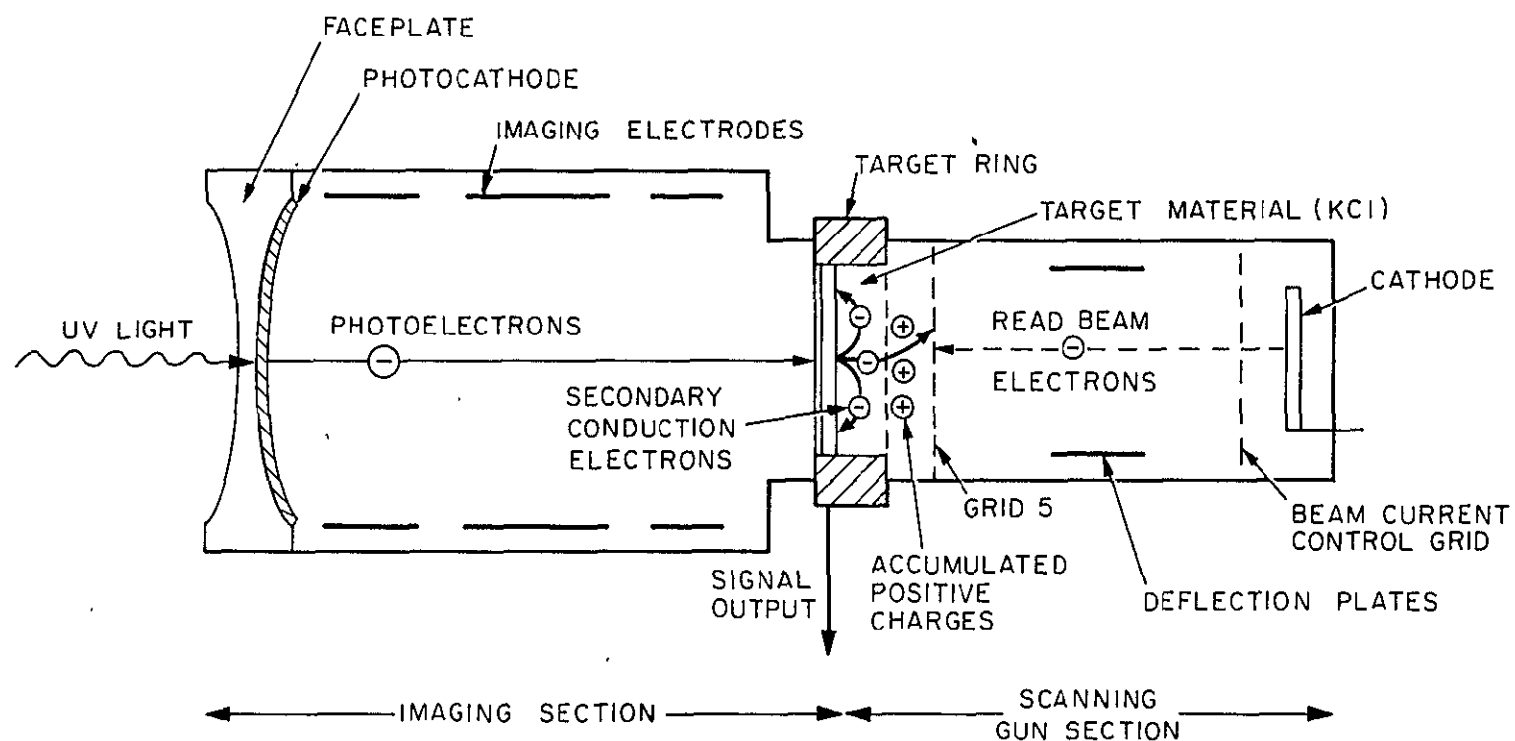 FACEPLATE
PHOTOCATHODE
IMAGING ELECTRODES
TARGET RING
TARGET MATERIAL (KCl)
CATHODE
UV LIGHT
PHOTOELECTRONS
−
−
−
−
+
+
+
READ BEAM
−
ELECTRONS
SECONDARY
CONDUCTION
ELECTRONS
GRID 5
BEAM CURRENT
CONTROL GRID
SIGNAL
OUTPUT
ACCUMULATED
POSITIVE
CHARGES
DEFLECTION PLATES
IMAGING SECTION
SCANNING
GUN SECTION